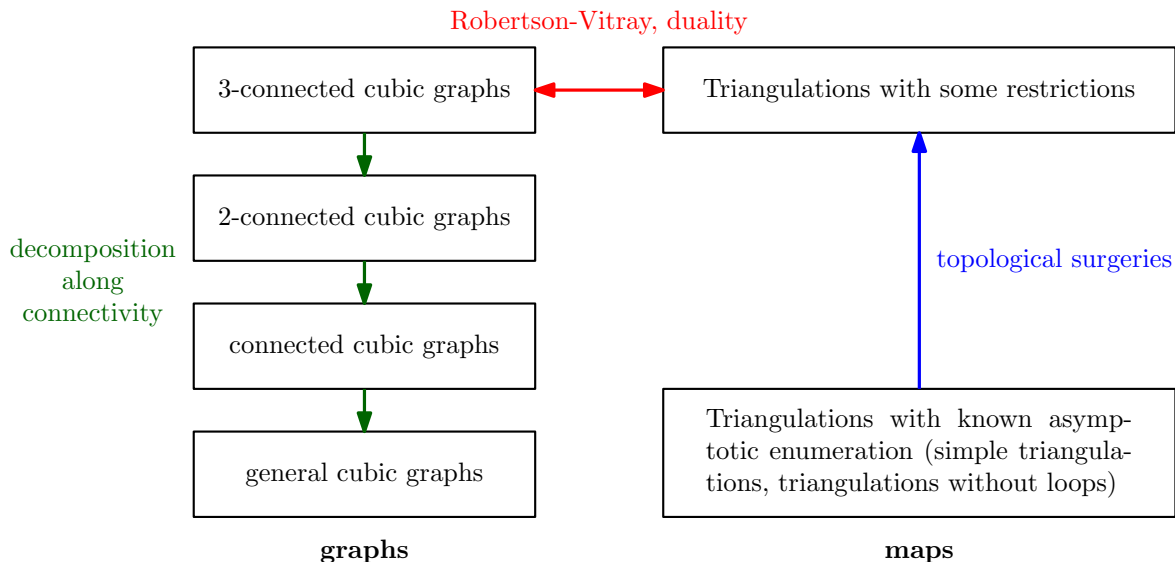 Robertson-Vitray, duality
3-connected cubic graphs
Triangulations with some restrictions
2-connected cubic graphs
decomposition
along
connectivity
topological surgeries
connected cubic graphs
Triangulations with known asymp-
totic enumeration (simple triangula-
tions, triangulations without loops)
general cubic graphs
graphs
maps